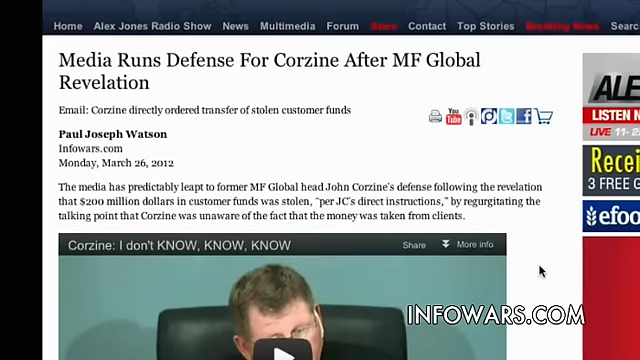 Home Alex Jones Radio Show News Multimedia Forum Store Contact Top Stories Breaking News
Media Runs Defense For Corzine After MF Global
Revelation
Email: Corzine directly ordered transfer of stolen customer funds
You
Tube
Paul Joseph Watson
Infowars.com
Monday, March 26, 2012
The media has predictably leapt to former MF Global head John Corzine's defense following the revelation
that $200 million dollars in customer funds was stolen, "per JC's direct instructions," by regurgitating the
talking point that Corzine was unaware of the fact that the money was taken from clients.
Corzine: I don't KNOW, KNOW, KNOW Share More info
ALE
LISTEN N
LIVE 11- 2
Recei
3 FREE
efoo
INFOWARS.COM